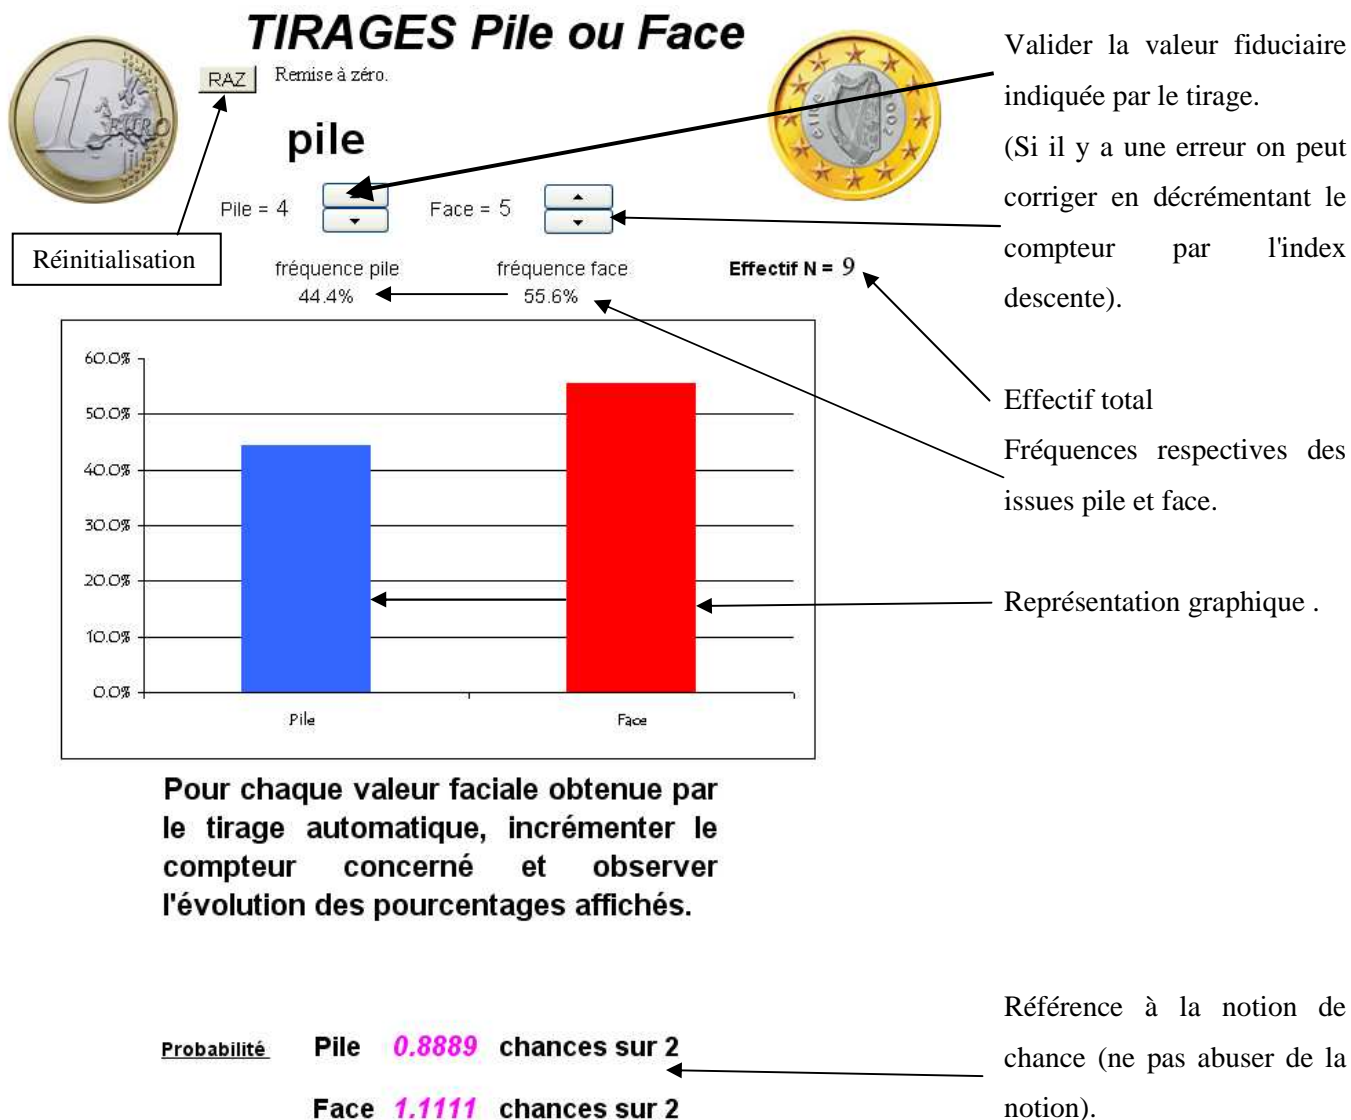 TIRAGES Pile ou Face
RAZ
Remise à zéro.
pile
Pile = 4
Face = 5
Réinitialisation
fréquence pile
44.4%
fréquence face
55.6%
Effectif N = 9
Valider la valeur fiduciaire
indiquée par le tirage.
(Si il y a une erreur on peut
corriger en décrémentant le
compteur par l'index
descente).
Effectif total
Fréquences respectives des
issues pile et face.
Représentation graphique .
60.0%
50.0%
40.0%
30.0%
20.0%
10.0%
0.0%
Pile
Face
Pour chaque valeur faciale obtenue par
le tirage automatique, incrémenter le
compteur concerné et observer
l'évolution des pourcentages affichés.
Probabilité Pile 0.8889 chances sur 2
Face 1.1111 chances sur 2
Référence à la notion de
chance (ne pas abuser de la
notion).
1
EURO
EIRE
2002